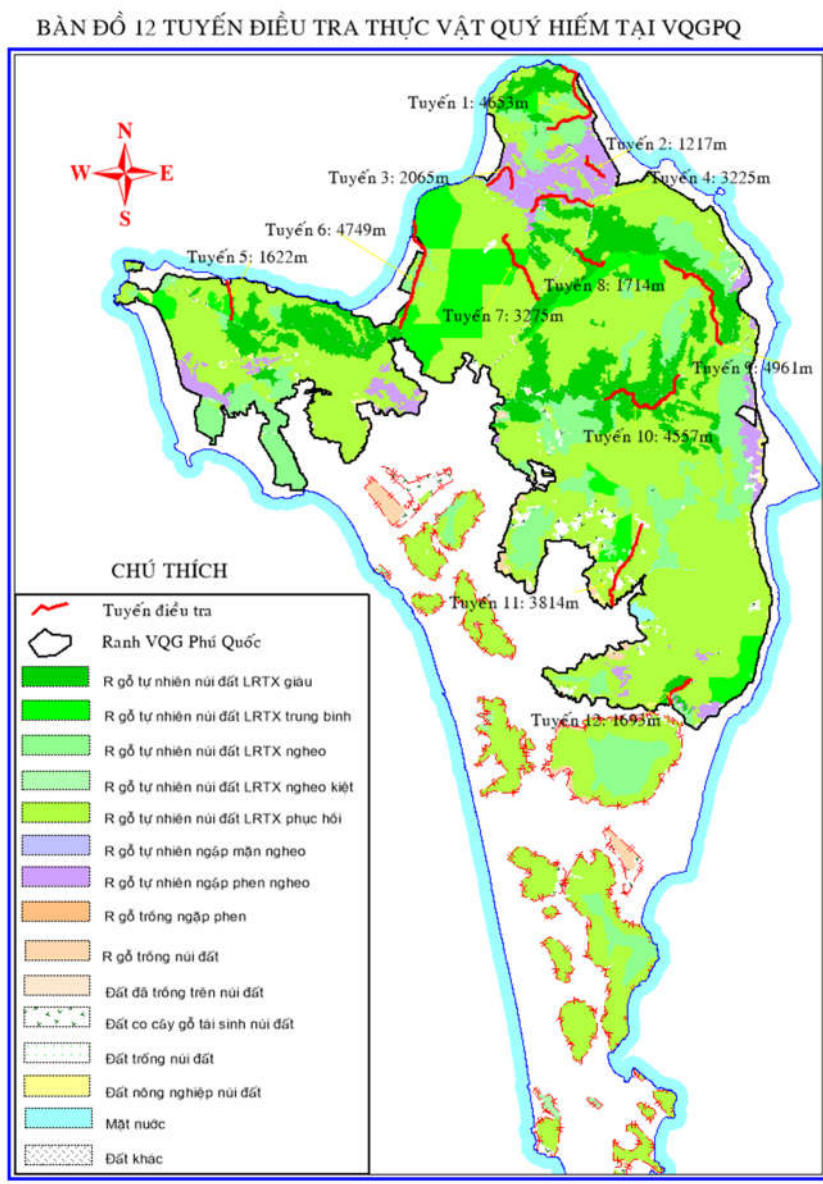 BẢN ĐỒ 12 TUYẾN ĐIỀU TRA THỰC VẬT QUÝ HIẾM TẠI VQGPQ
N
W E
S
Tuyến 1: 4653m
Tuyến 2: 1217m
Tuyến 3: 2065m
Tuyến 4: 3225m
Tuyến 6: 4749m
Tuyến 5: 1622m
Tuyến 8: 1714m
Tuyến 7: 3275m
Tuyến 9: 4961m
Tuyến 10: 4557m
Tuyến 11: 3814m
Tuyến 12: 1693m
CHÚ THÍCH
Tuyến điều tra
Ranh VQG Phú Quốc
R gỗ tự nhiên núi đất LRTX giàu
R gỗ tự nhiên núi đất LRTX trung bình
R gỗ tự nhiên núi đất LRTX nghèo
R gỗ tự nhiên núi đất LRTX nghèo kiệt
R gỗ tự nhiên núi đất LRTX phục hồi
R gỗ tự nhiên ngập mặn nghèo
R gỗ tự nhiên ngập phèn nghèo
R gỗ trồng ngập phèn
R gỗ trồng núi đất
Đất đã trồng trên núi đất
Đất có cây gỗ tái sinh núi đất
Đất trống núi đất
Đất nông nghiệp núi đất
Mặt nước
Đất khác